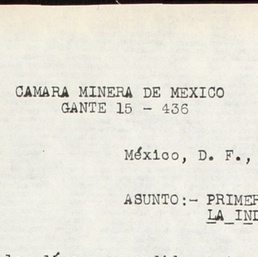 CAMARA MINERA DE MEXICO
GANTE 15 - 436
México, D. F.,
ASUNTO:- PRIMER
LA IND